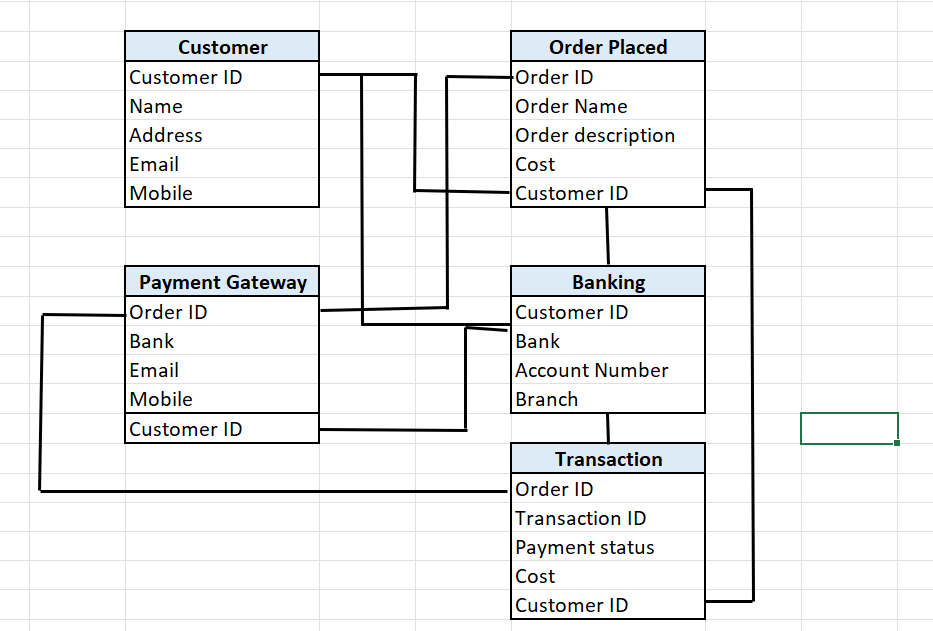 Customer
Customer ID
Name
Address
Email
Mobile
Order Placed
Order ID
Order Name
Order description
Cost
Customer ID
Payment Gateway
Order ID
Bank
Email
Mobile
Customer ID
Banking
Customer ID
Bank
Account Number
Branch
Transaction
Order ID
Transaction ID
Payment status
Cost
Customer ID